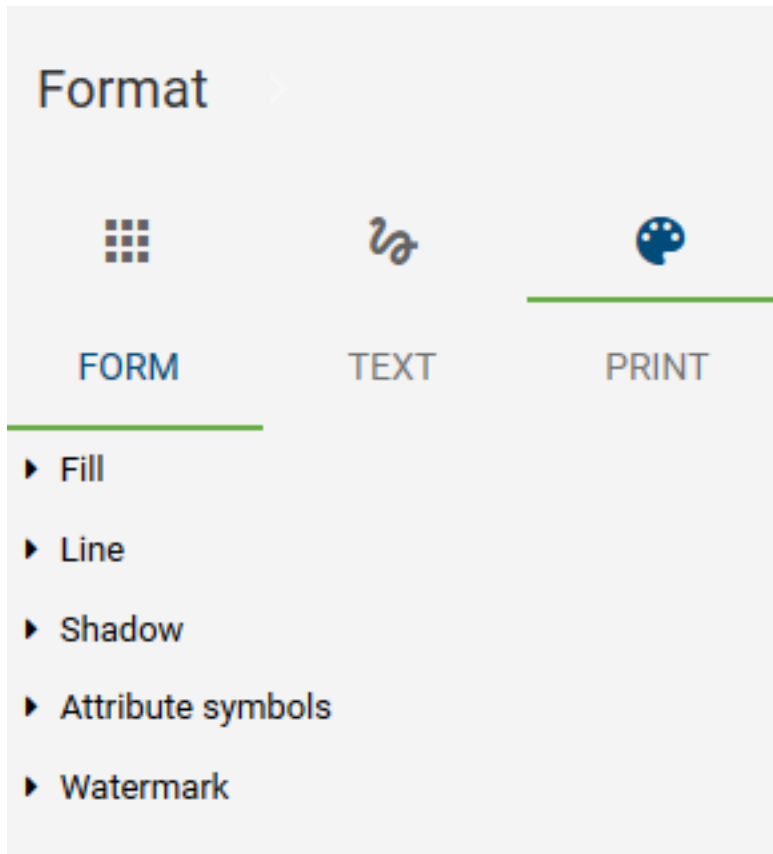 Format
FORM TEXT PRINT
Fill
Line
Shadow
Attribute symbols
Watermark